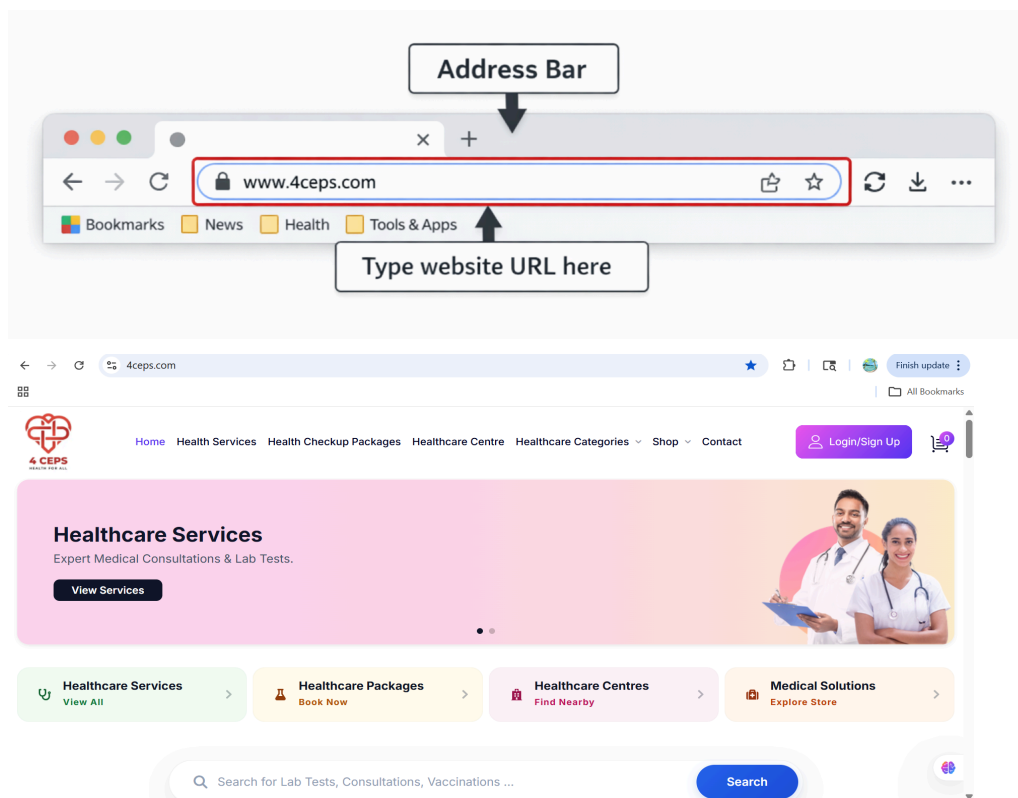 Address Bar
www.4ceps.com
Bookmarks News Health Tools & Apps
Type website URL here
4ceps.com
Finish update
All Bookmarks
4 CEPS
HEALTH FOR ALL
Home Health Services Health Checkup Packages Healthcare Centre Healthcare Categories Shop Contact
Login/Sign Up
0
Healthcare Services
Expert Medical Consultations & Lab Tests.
View Services
Healthcare Services
View All
Healthcare Packages
Book Now
Healthcare Centres
Find Nearby
Medical Solutions
Explore Store
Search for Lab Tests, Consultations, Vaccinations ...
Search